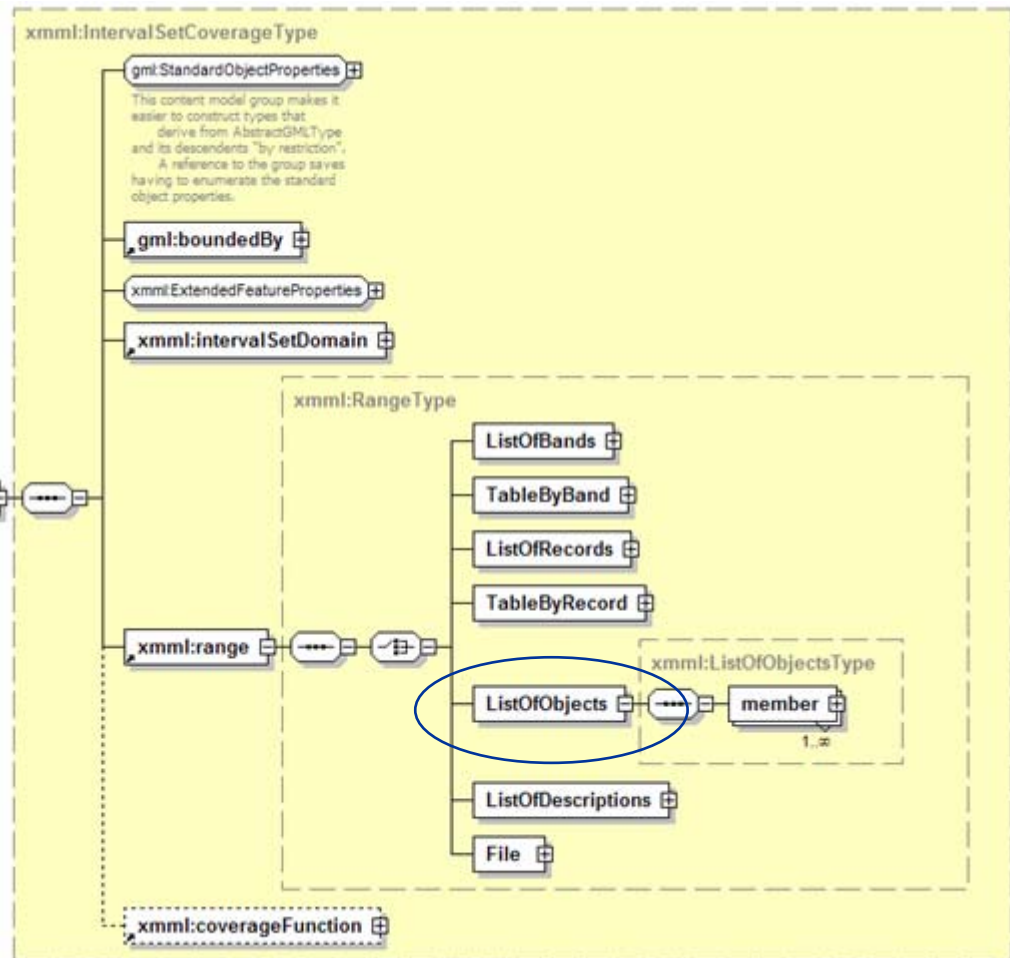 xmml:IntervalSetCoverageType
gml:StandardObjectProperties
This content model group makes it
easier to construct types that
derive from AbstractGMLType
and its descendents "by restriction".
A reference to the group saves
having to enumerate the standard
object properties.
gml:boundedBy
xmml:ExtendedFeatureProperties
xmml:intervalSetDomain
xmml:RangeType
ListOfBands
TableByBand
ListOfRecords
TableByRecord
xmml:range
xmml:ListOfObjectsType
ListOfObjects
member
1..∞
ListOfDescriptions
File
xmml:coverageFunction